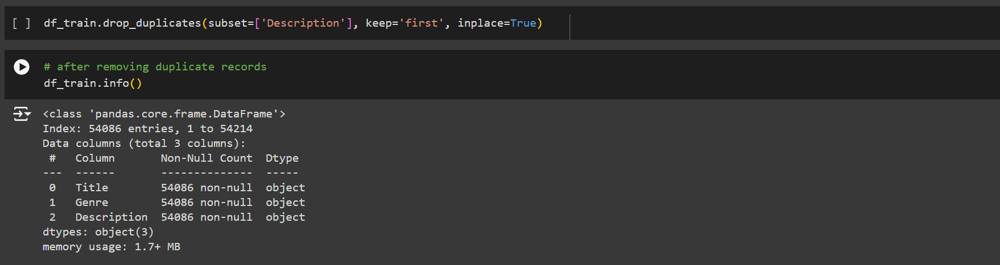 [ ] df_train.drop_duplicates(subset=['Description'], keep='first', inplace=True)
# after removing duplicate records
df_train.info()
<class 'pandas.core.frame.DataFrame'>
Index: 54086 entries, 1 to 54214
Data columns (total 3 columns):
 #   Column       Non-Null Count  Dtype
---  ------       --------------  -----
 0   Title        54086 non-null  object
 1   Genre        54086 non-null  object
 2   Description  54086 non-null  object
dtypes: object(3)
memory usage: 1.7+ MB